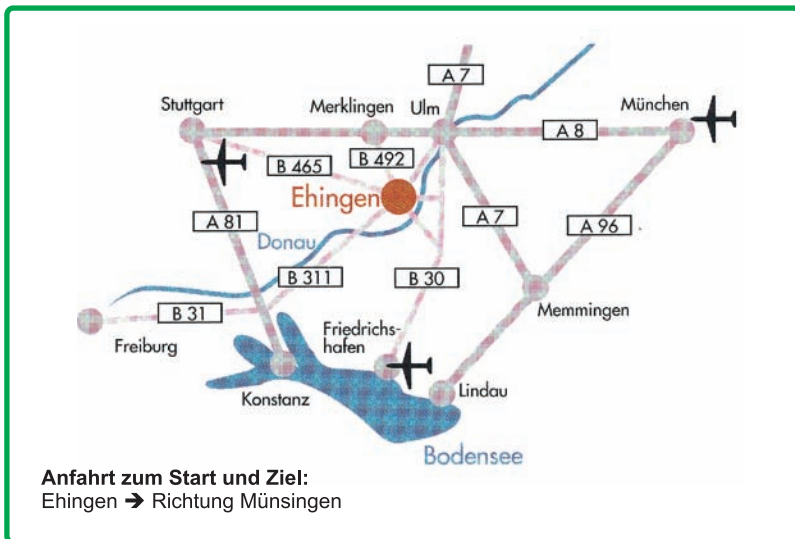 A 7
Stuttgart
Merklingen
Ulm
München
A 8
B 492
B 465
Ehingen
A 81
A 7
A 96
Donau
B 311
B 30
B 31
Memmingen
Freiburg
Friedrichs-
hafen
Konstanz
Lindau
Bodensee
Anfahrt zum Start und Ziel:
Ehingen ➔ Richtung Münsingen